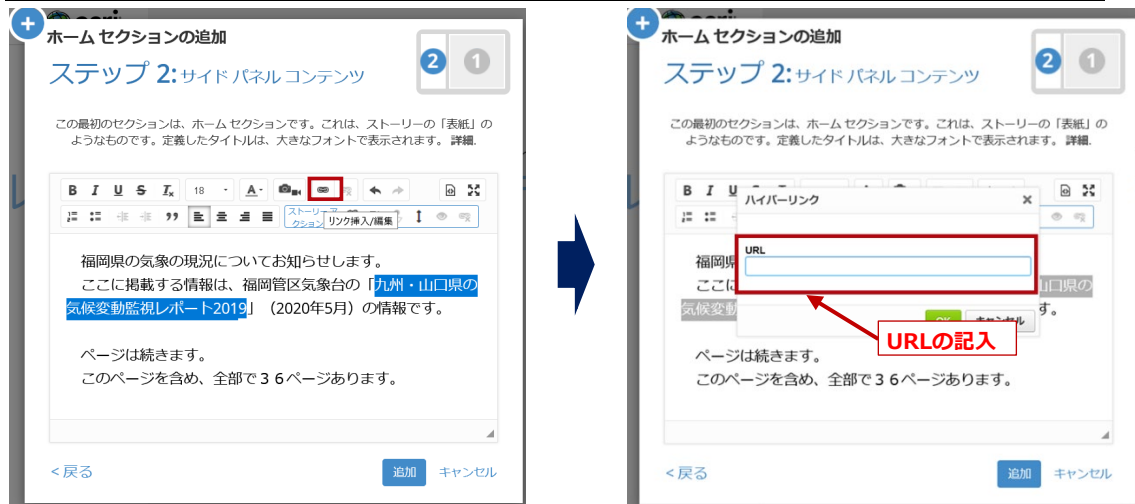 ホーム セクションの追加
ステップ 2: サイド パネル コンテンツ
2 1
この最初のセクションは、ホーム セクションです。これは、ストーリーの「表紙」の
ようなものです。定義したタイトルは、大きなフォントで表示されます。 詳細.
B I U S Ix 18 A
リンク挿入/編集
福岡県の気象の現況についてお知らせします。
ここに掲載する情報は、福岡管区気象台の「九州・山口県の
気候変動監視レポート2019」（2020年5月）の情報です。
ページは続きます。
このページを含め、全部で３６ページあります。
< 戻る 追加 キャンセル
ホーム セクションの追加
ステップ 2: サイド パネル コンテンツ
2 1
この最初のセクションは、ホーム セクションです。これは、ストーリーの「表紙」の
ようなものです。定義したタイトルは、大きなフォントで表示されます。 詳細.
B I U
ハイパーリンク
URL
福岡県
ここに 山口県の
気候変動 す。
キャンセル
URLの記入
ページは続きます。
このページを含め、全部で３６ページあります。
< 戻る 追加 キャンセル